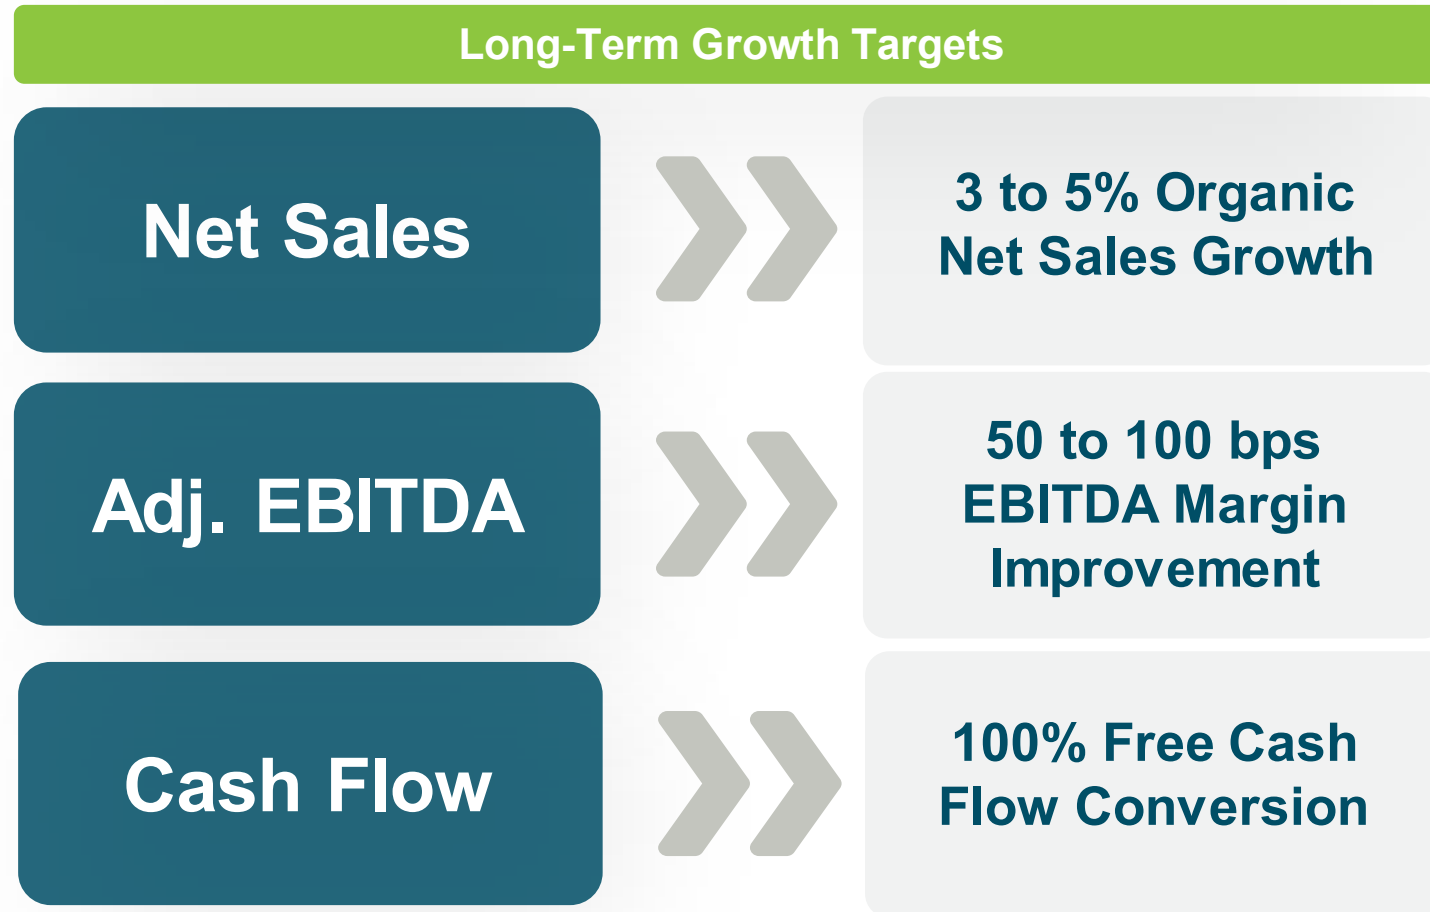 Long-Term Growth Targets
Net Sales
3 to 5% Organic
Net Sales Growth
Adj. EBITDA
50 to 100 bps
EBITDA Margin
Improvement
Cash Flow
100% Free Cash
Flow Conversion